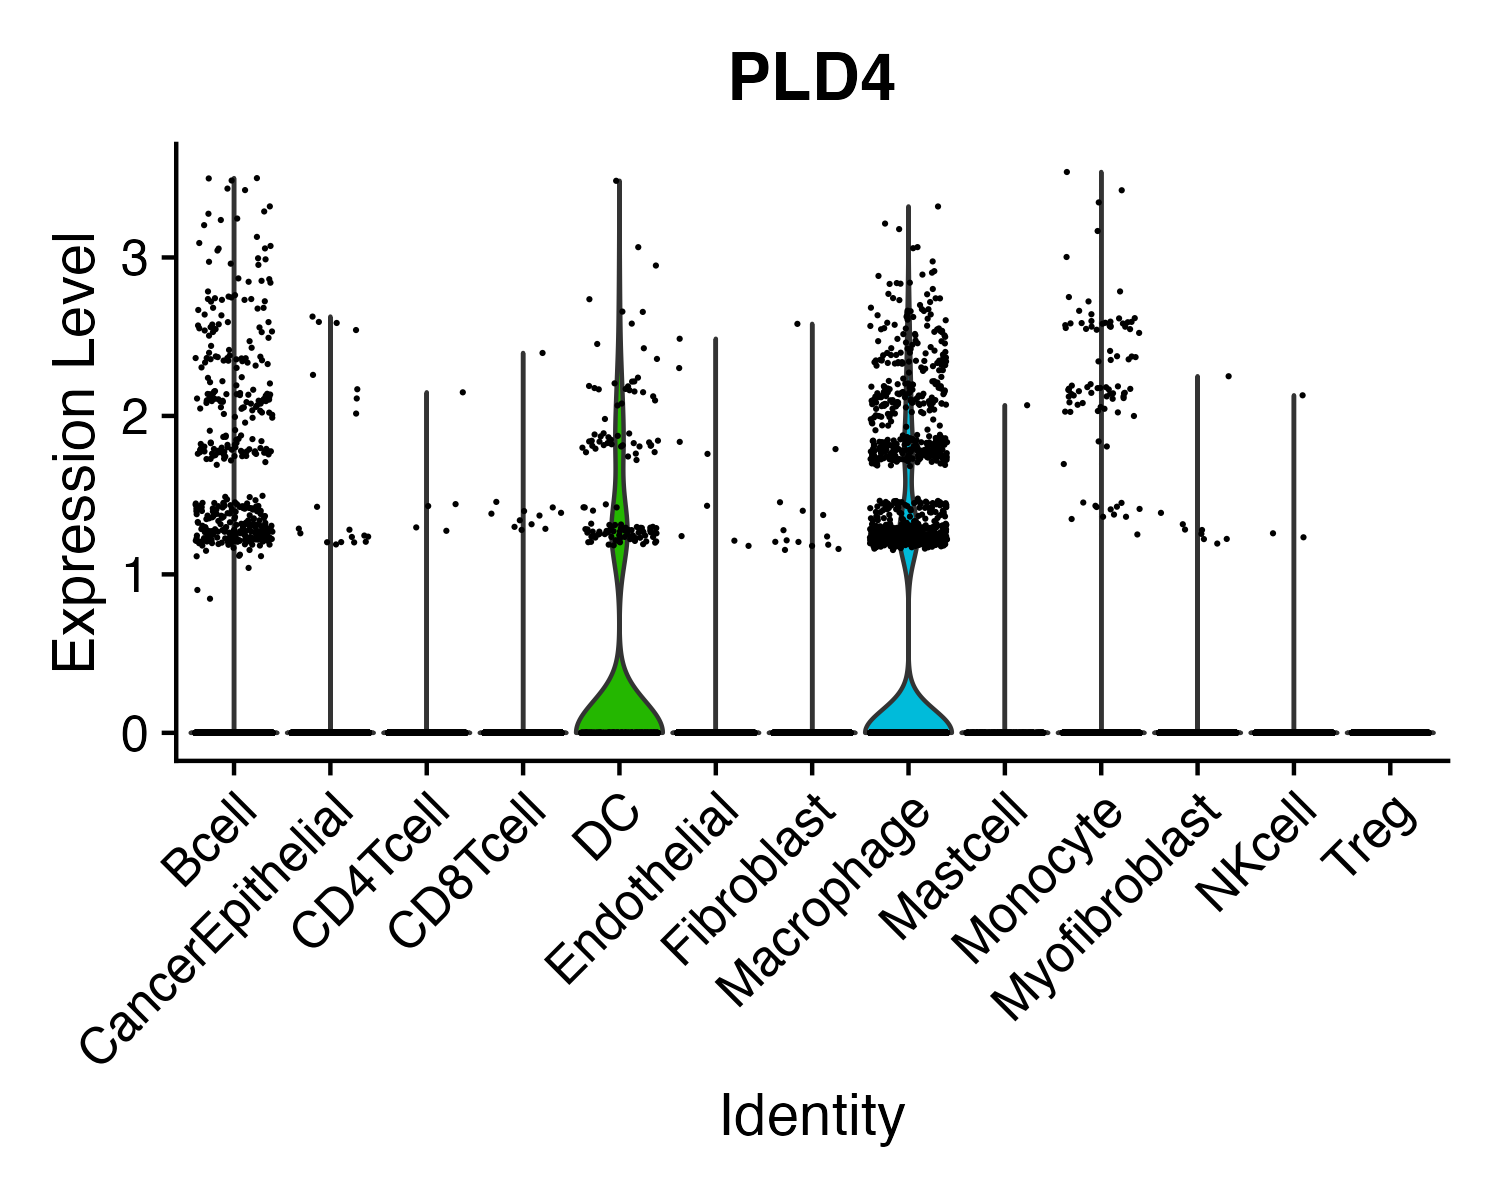 PLD4
Expression Level
3
2
1
0
Bcell
CancerEpithelial
CD4Tcell
CD8Tcell
DC
Endothelial
Fibroblast
Macrophage
Mastcell
Monocyte
Myofibroblast
NKcell
Treg
Identity